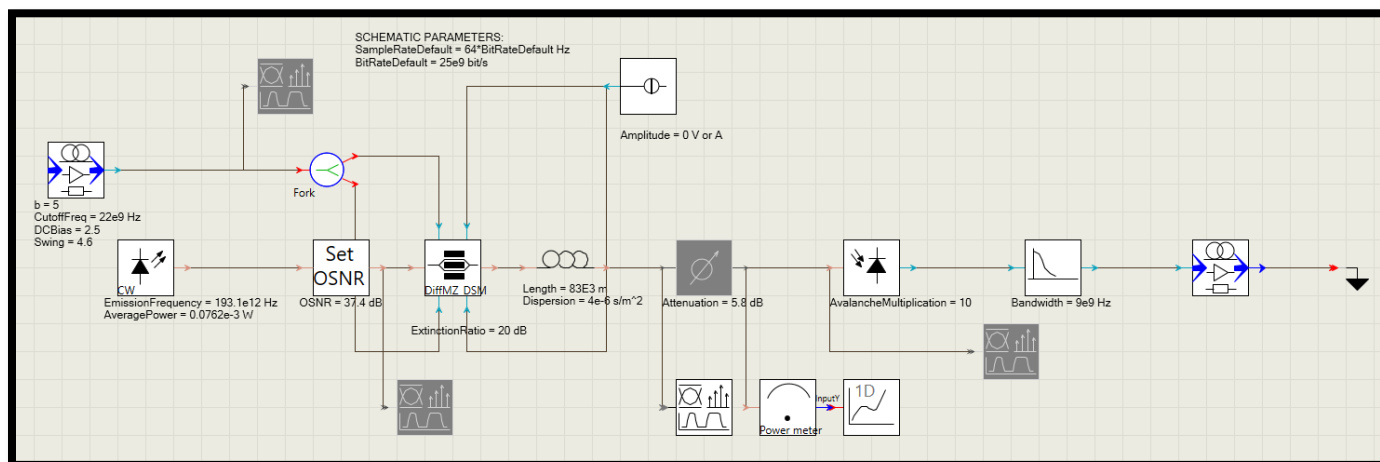 SCHEMATIC PARAMETERS:
SampleRateDefault = 64*BitRateDefault Hz
BitRateDefault = 25e9 bit/s
Amplitude = 0 V or A
Fork
b = 5
CutoffFreq = 22e9 Hz
DCBias = 2.5
Swing = 4.6
CW
EmissionFrequency = 193.1e12 Hz
AveragePower = 0.0762e-3 W
Set
OSNR
OSNR = 37.4 dB
DiffMZ_DSM
ExtinctionRatio = 20 dB
Length = 83E3 m
Dispersion = 4e-6 s/m^2
Attenuation = 5.8 dB
AvalancheMultiplication = 10
Bandwidth = 9e9 Hz
Power meter
InputY
1D